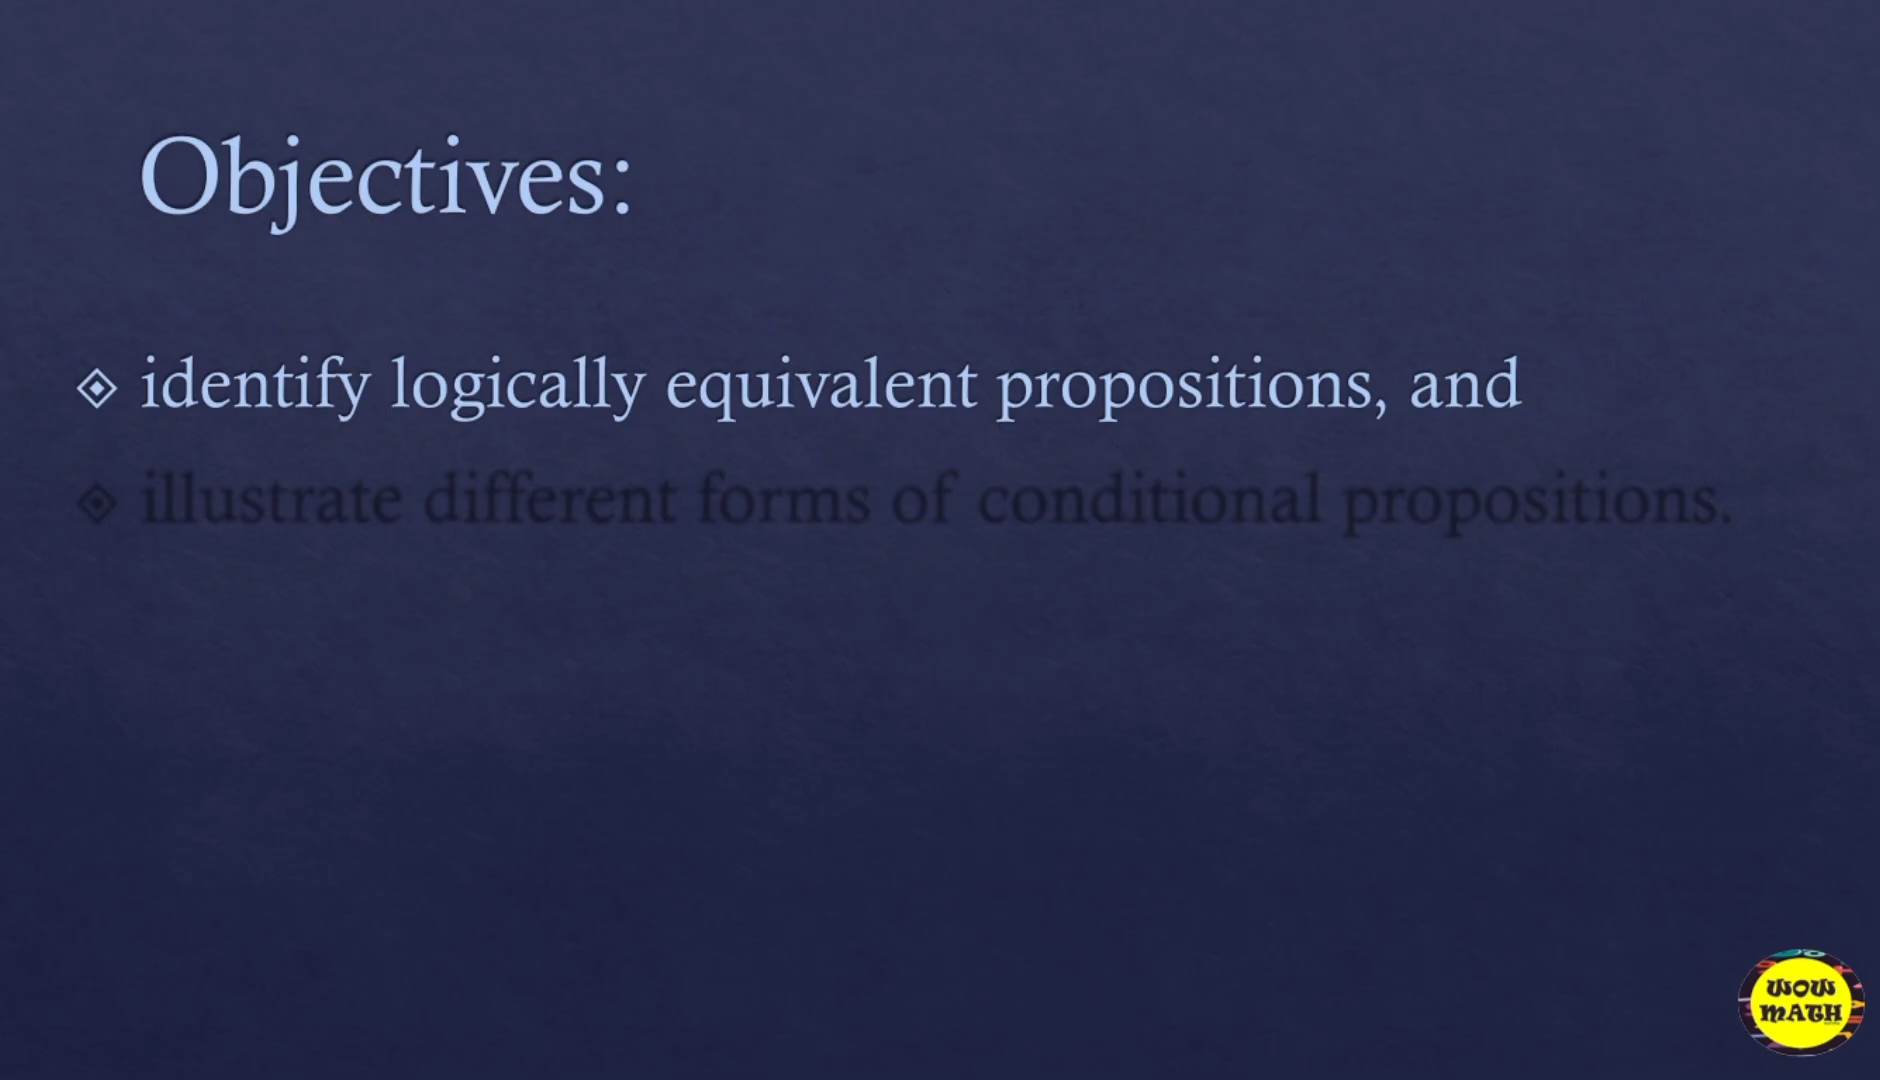 Objectives:
identify logically equivalent propositions, and
illustrate different forms of conditional propositions.
WOW
MATH